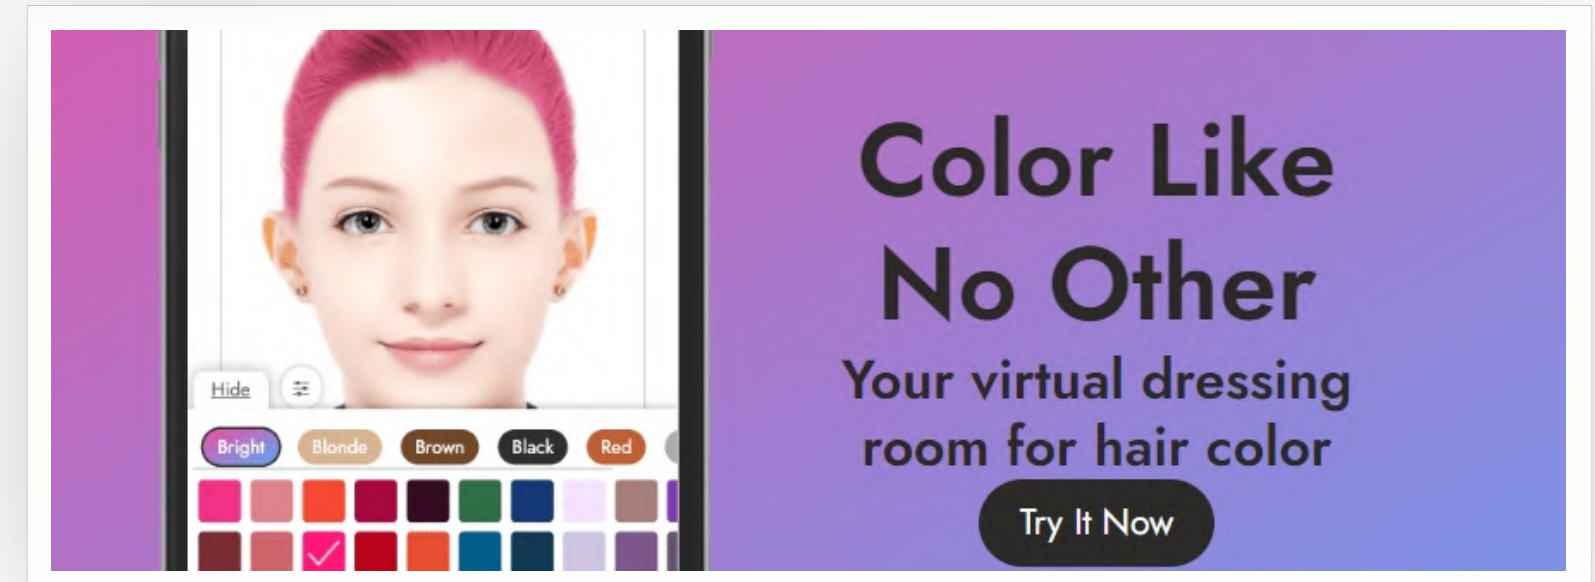 Color Like
No Other
Your virtual dressing
room for hair color
Try It Now
Hide
Bright Blonde Brown Black Red